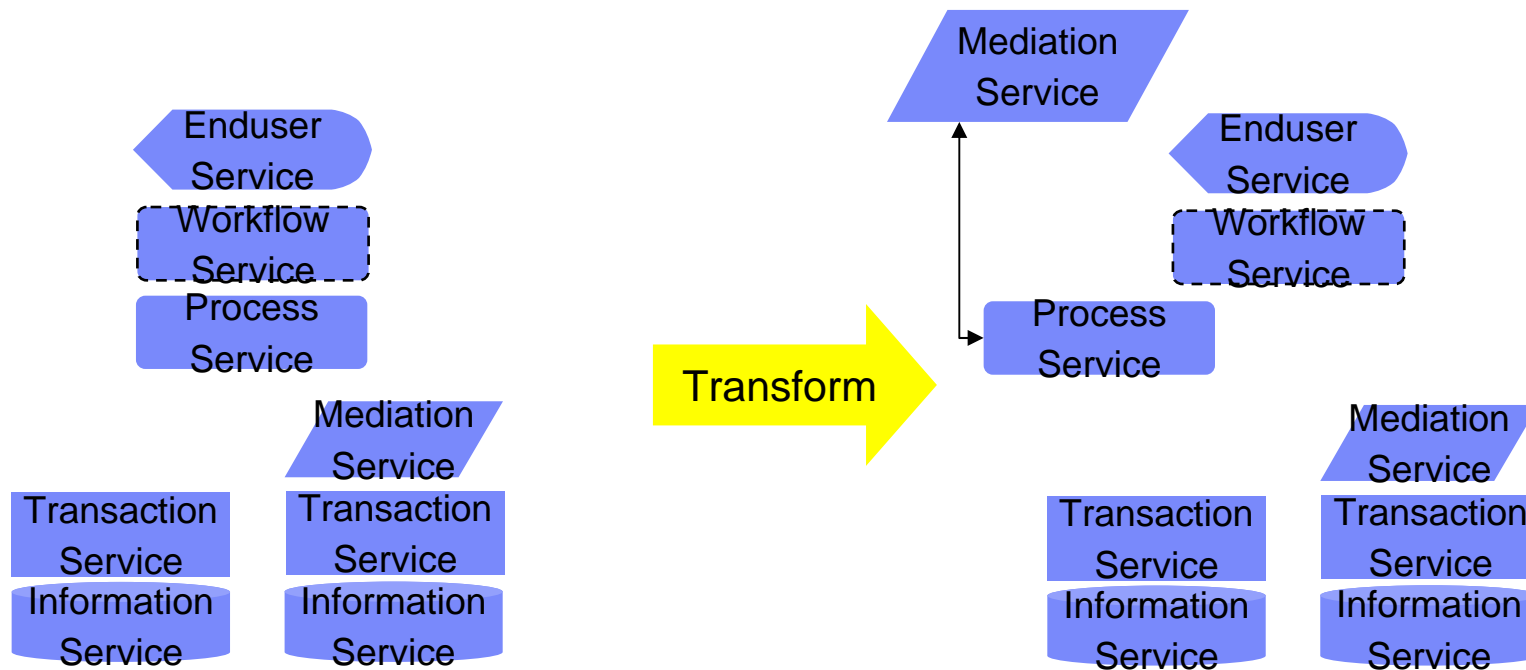 Enduser
Service
Workflow
Service
Process
Service
Mediation
Service
Transaction
Service
Transaction
Service
Information
Service
Information
Service
Transform
Mediation
Service
Enduser
Service
Workflow
Service
Process
Service
Mediation
Service
Transaction
Service
Transaction
Service
Information
Service
Information
Service